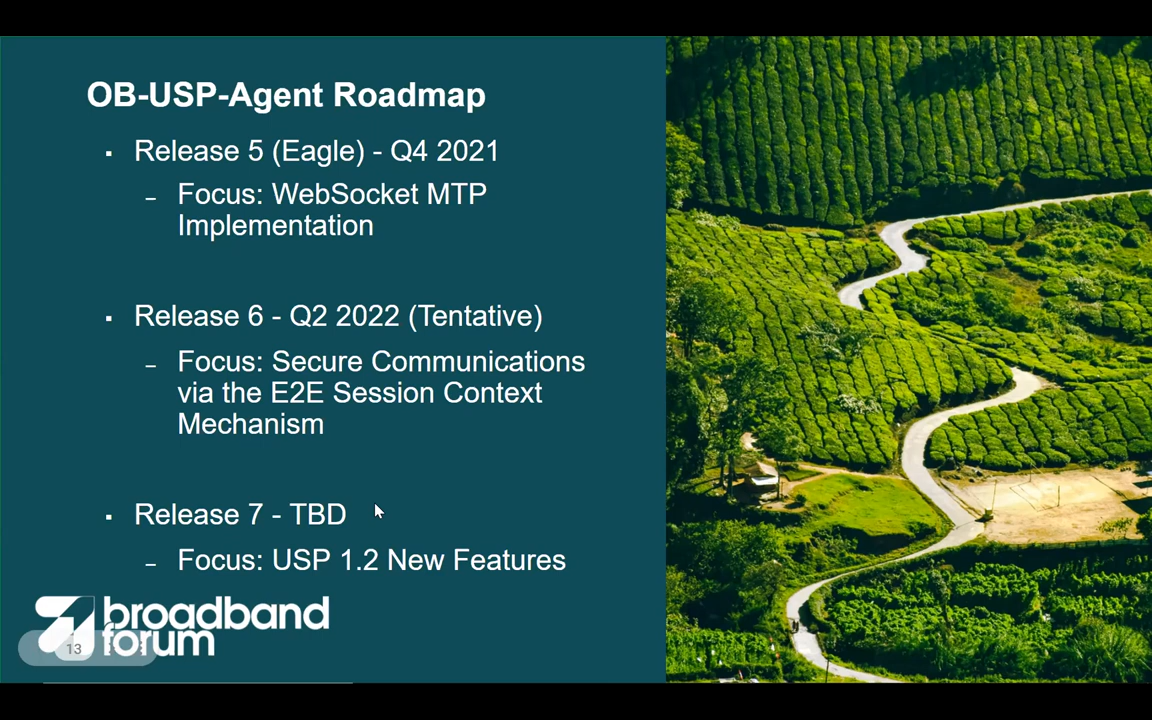 OB-USP-Agent Roadmap
▪ Release 5 (Eagle) - Q4 2021
– Focus: WebSocket MTP
Implementation
▪ Release 6 - Q2 2022 (Tentative)
– Focus: Secure Communications
via the E2E Session Context
Mechanism
▪ Release 7 - TBD
– Focus: USP 1.2 New Features
broadband
forum
13